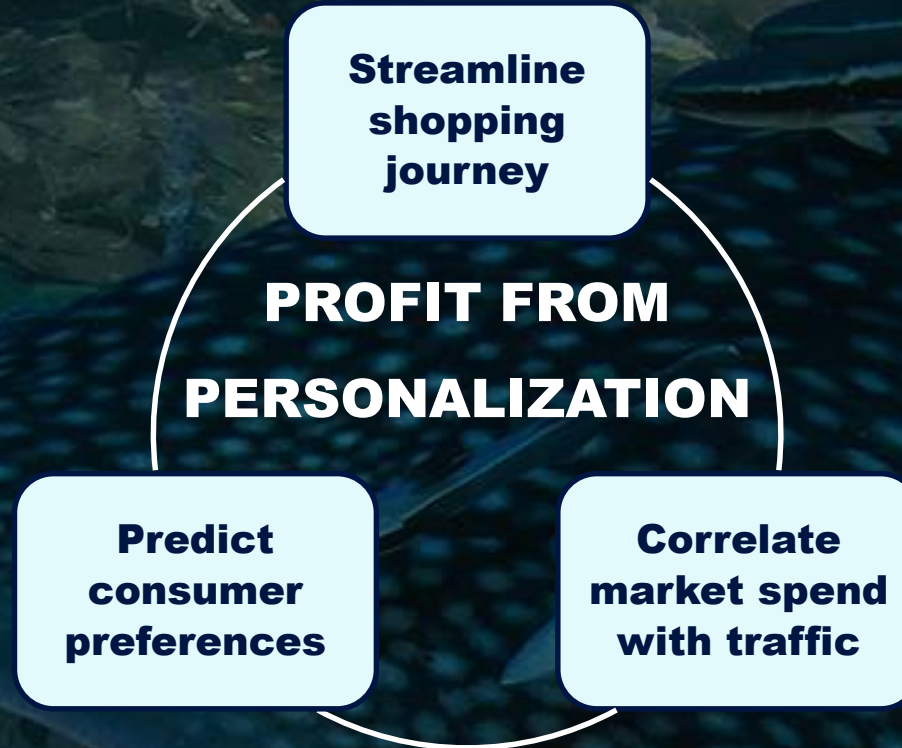 Streamline
shopping
journey
PROFIT FROM
PERSONALIZATION
Predict
consumer
preferences
Correlate
market spend
with traffic